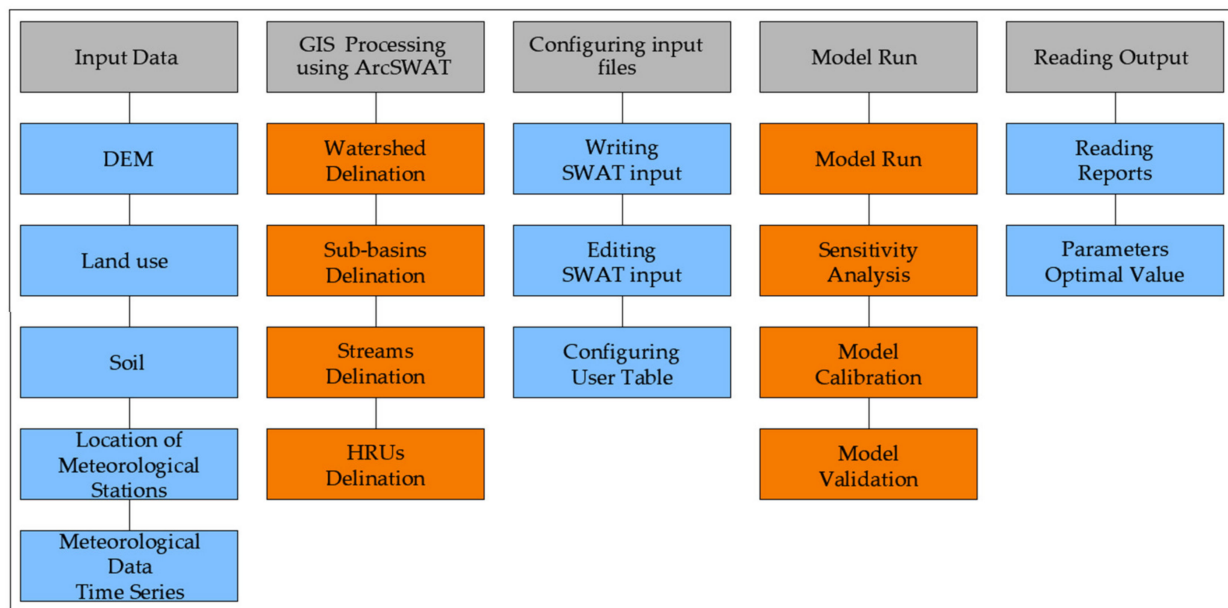 Input Data
DEM
Land use
Soil
Location of
Meteorological
Stations
Meteorological
Data
Time Series
GIS Processing
using ArcSWAT
Watershed
Delination
Sub-basins
Delination
Streams
Delination
HRUs
Delination
Configuring input
files
Writing
SWAT input
Editing
SWAT input
Configuring
User Table
Model Run
Model Run
Sensitivity
Analysis
Model
Calibration
Model
Validation
Reading Output
Reading
Reports
Parameters
Optimal Value